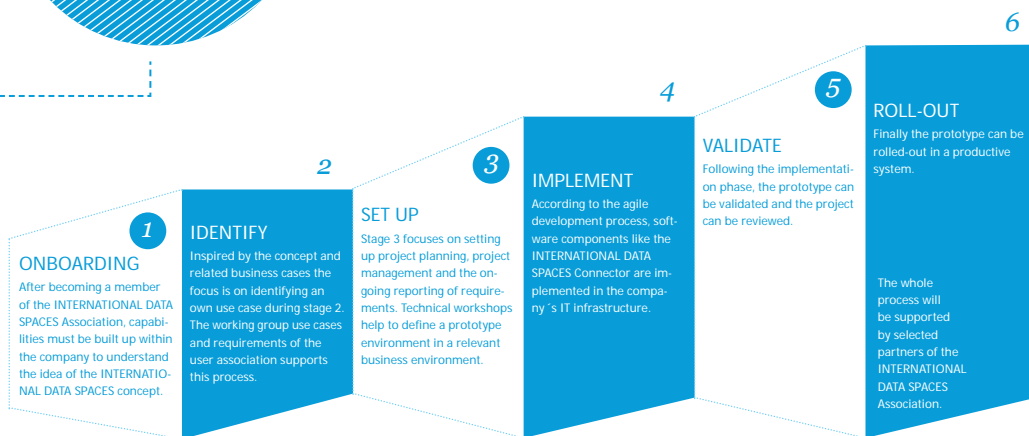 1
ONBOARDING
After becoming a member
of the INTERNATIONAL DATA
SPACES Association, capabi-
lities must be built up within
the company to understand
the idea of the INTERNATIO-
NAL DATA SPACES concept.
2
IDENTIFY
Inspired by the concept and
related business cases the
focus is on identifying an
own use case during stage 2.
The working group use cases
and requirements of the
user association supports
this process.
3
SET UP
Stage 3 focuses on setting
up project planning, project
management and the on-
going reporting of require-
ments. Technical workshops
help to define a prototype
environment in a relevant
business environment.
4
IMPLEMENT
According to the agile
development process, soft-
ware components like the
INTERNATIONAL DATA
SPACES Connector are im-
plemented in the compa-
ny´s IT infrastructure.
5
VALIDATE
Following the implementati-
on phase, the prototype can
be validated and the project
can be reviewed.
6
ROLL-OUT
Finally the prototype can be
rolled-out in a productive
system.
The whole
process will
be supported
by selected
partners of the
INTERNATIONAL
DATA SPACES
Association.